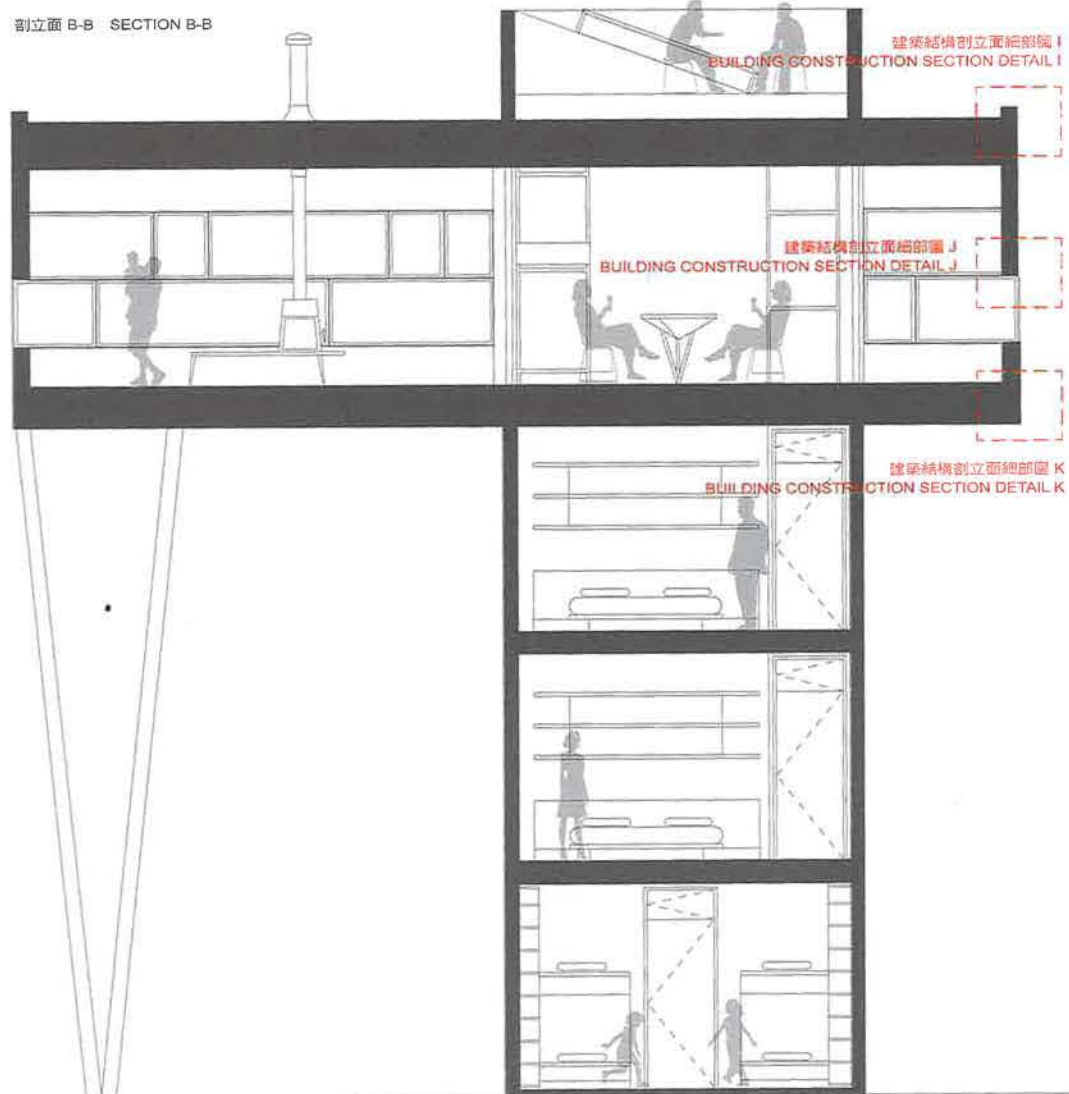 剖立面 B-B SECTION B-B
建築結構剖立面細部圖 I
BUILDING CONSTRUCTION SECTION DETAIL I
建築結構剖立面細部圖 J
BUILDING CONSTRUCTION SECTION DETAIL J
建築結構剖立面細部圖 K
BUILDING CONSTRUCTION SECTION DETAIL K